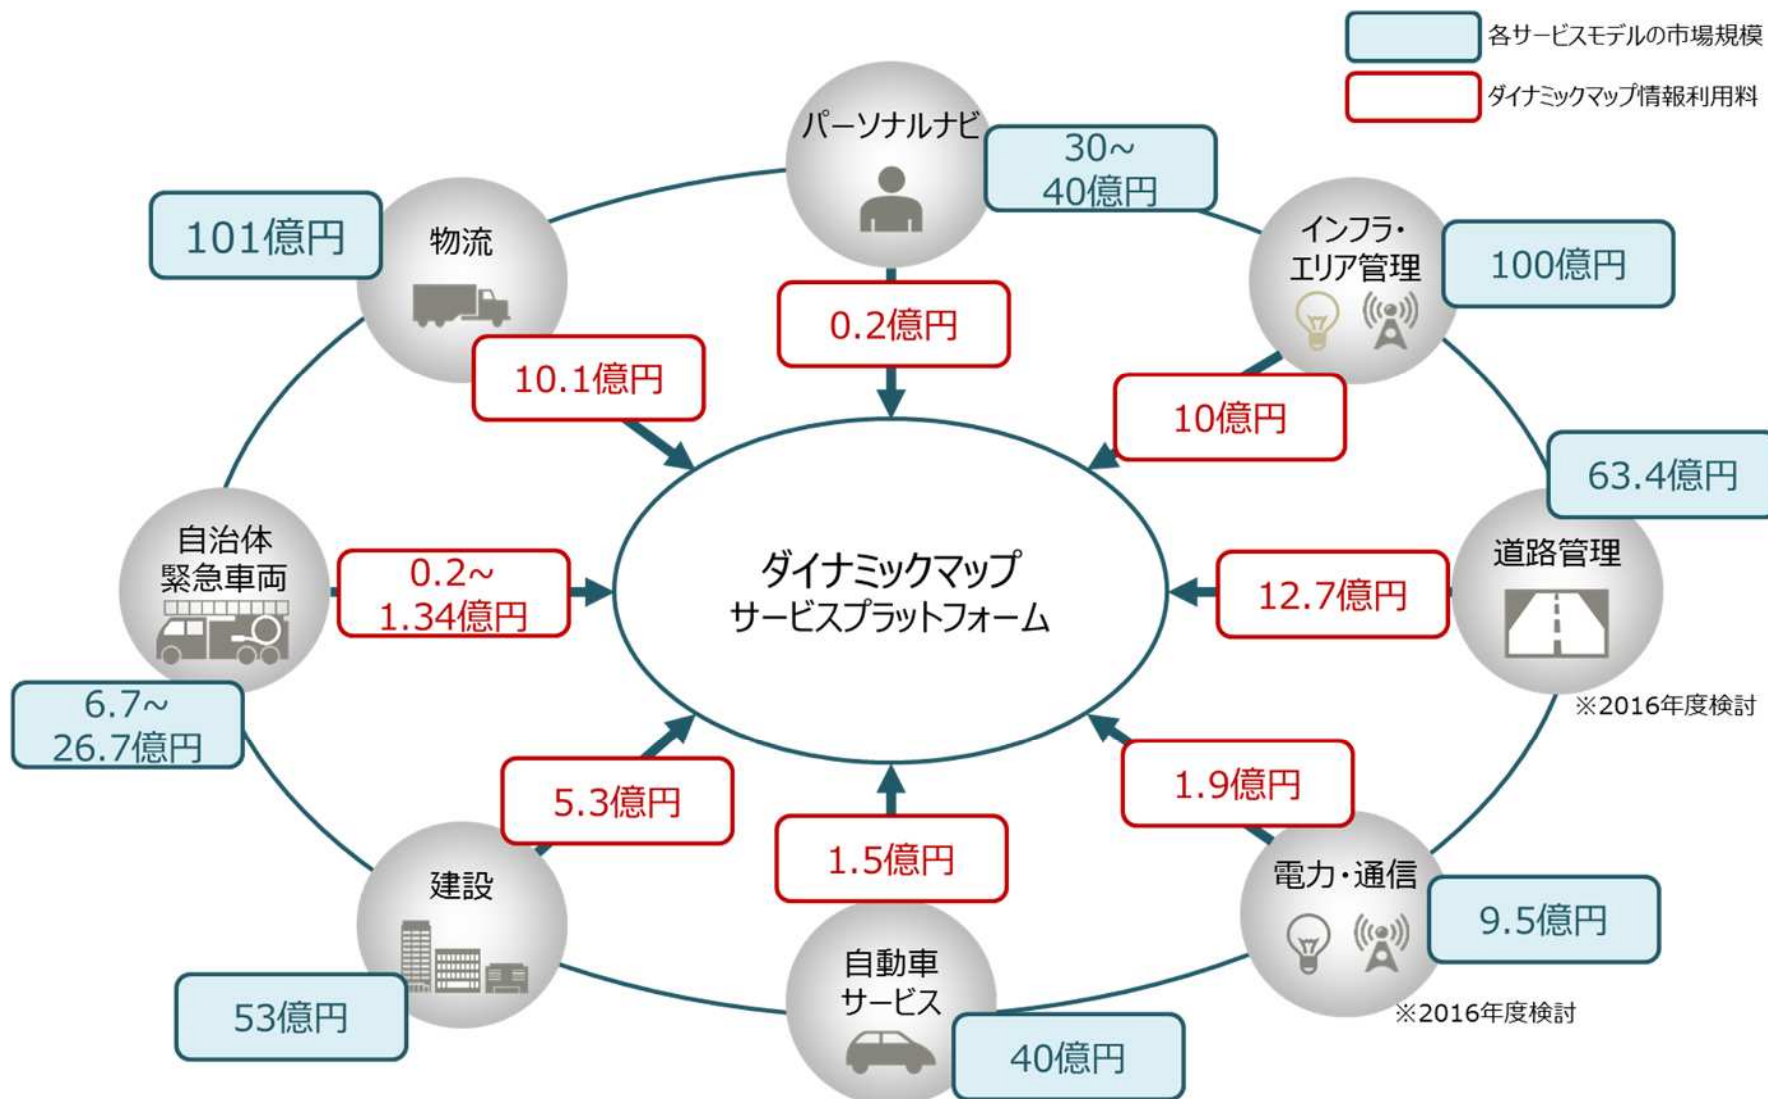 各サービスモデルの市場規模
ダイナミックマップ情報利用料
パーソナルナビ
30~
40億円
0.2億円
物流
101億円
10.1億円
インフラ・
エリア管理
100億円
10億円
63.4億円
道路管理
12.7億円
※2016年度検討
自治体
緊急車両
0.2~
1.34億円
6.7~
26.7億円
ダイナミックマップ
サービスプラットフォーム
5.3億円
建設
53億円
1.5億円
自動車
サービス
40億円
1.9億円
電力・通信
9.5億円
※2016年度検討